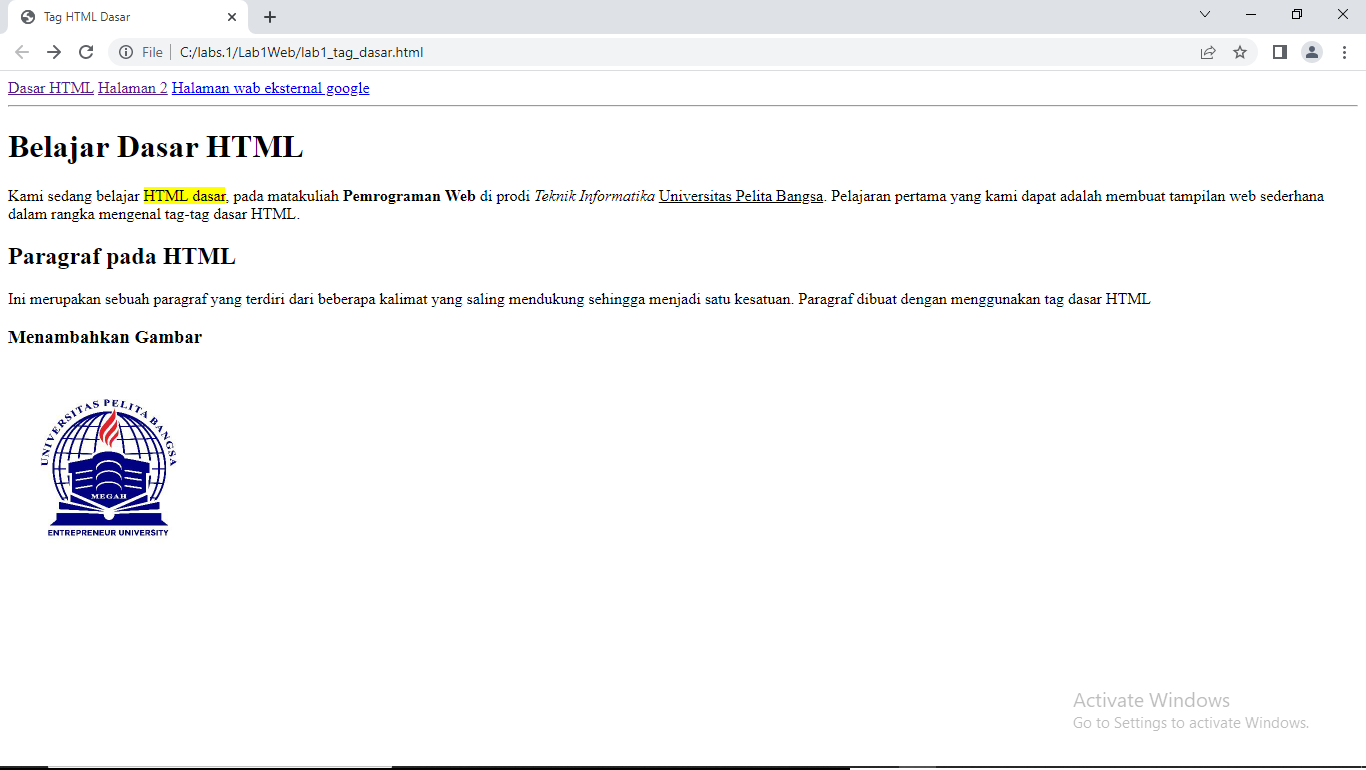 Tag HTML Dasar
File
C:/labs.1/Lab1Web/lab1_tag_dasar.html
Dasar HTML Halaman 2 Halaman wab eksternal google
Belajar Dasar HTML
Kami sedang belajar HTML dasar, pada matakuliah Pemrograman Web di prodi Teknik Informatika Universitas Pelita Bangsa. Pelajaran pertama yang kami dapat adalah membuat tampilan web sederhana
dalam rangka mengenal tag-tag dasar HTML.
Paragraf pada HTML
Ini merupakan sebuah paragraf yang terdiri dari beberapa kalimat yang saling mendukung sehingga menjadi satu kesatuan. Paragraf dibuat dengan menggunakan tag dasar HTML
Menambahkan Gambar
UNIVERSITAS PELITA BANGSA
MEGAH
ENTREPRENEUR UNIVERSITY
Activate Windows
Go to Settings to activate Windows.